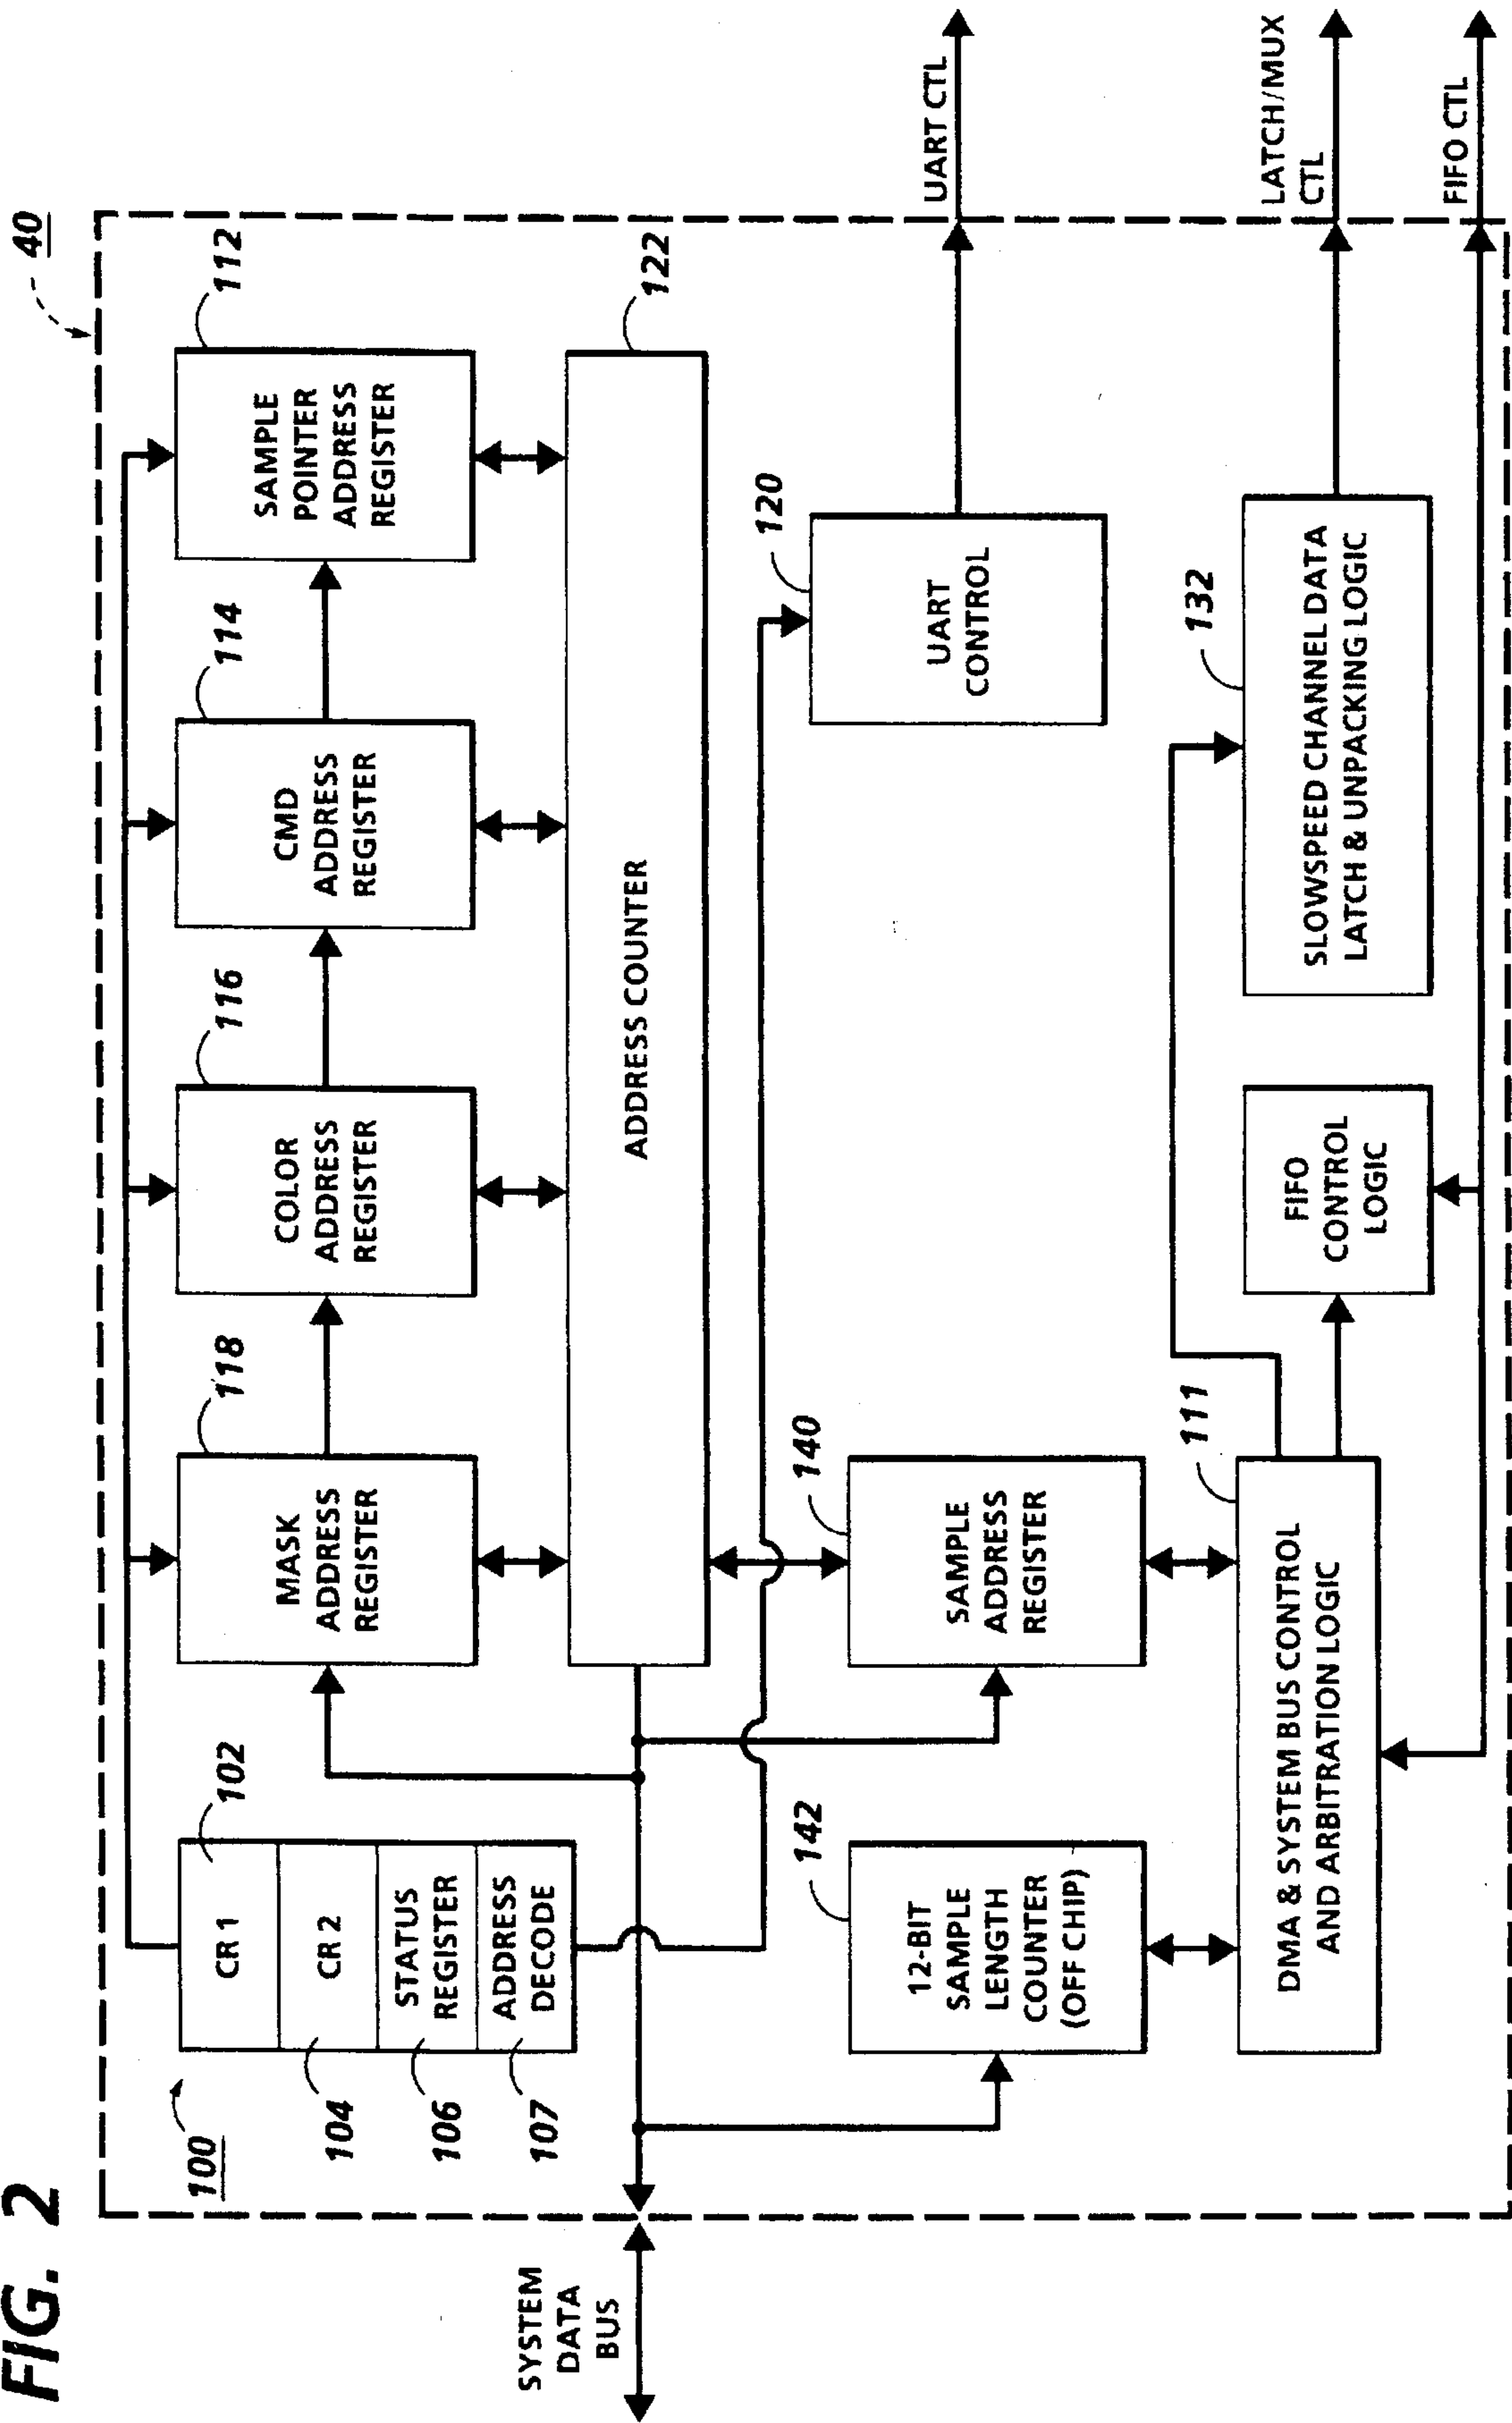 FIG. 2
40
100
CR 1
102
CR 2
104
STATUS
REGISTER
106
ADDRESS
DECODE
107
MASK
ADDRESS
REGISTER
118
COLOR
ADDRESS
REGISTER
116
CMD
ADDRESS
REGISTER
114
SAMPLE
POINTER
ADDRESS
REGISTER
112
SYSTEM
DATA
BUS
ADDRESS COUNTER
122
12-BIT
SAMPLE
LENGTH
COUNTER
(OFF CHIP)
142
SAMPLE
ADDRESS
REGISTER
140
UART
CONTROL
120
UART CTL
DMA & SYSTEM BUS CONTROL
AND ARBITRATION LOGIC
111
FIFO
CONTROL
LOGIC
SLOWSPEED CHANNEL DATA
LATCH & UNPACKING LOGIC
132
LATCH/MUX
CTL
FIFO CTL